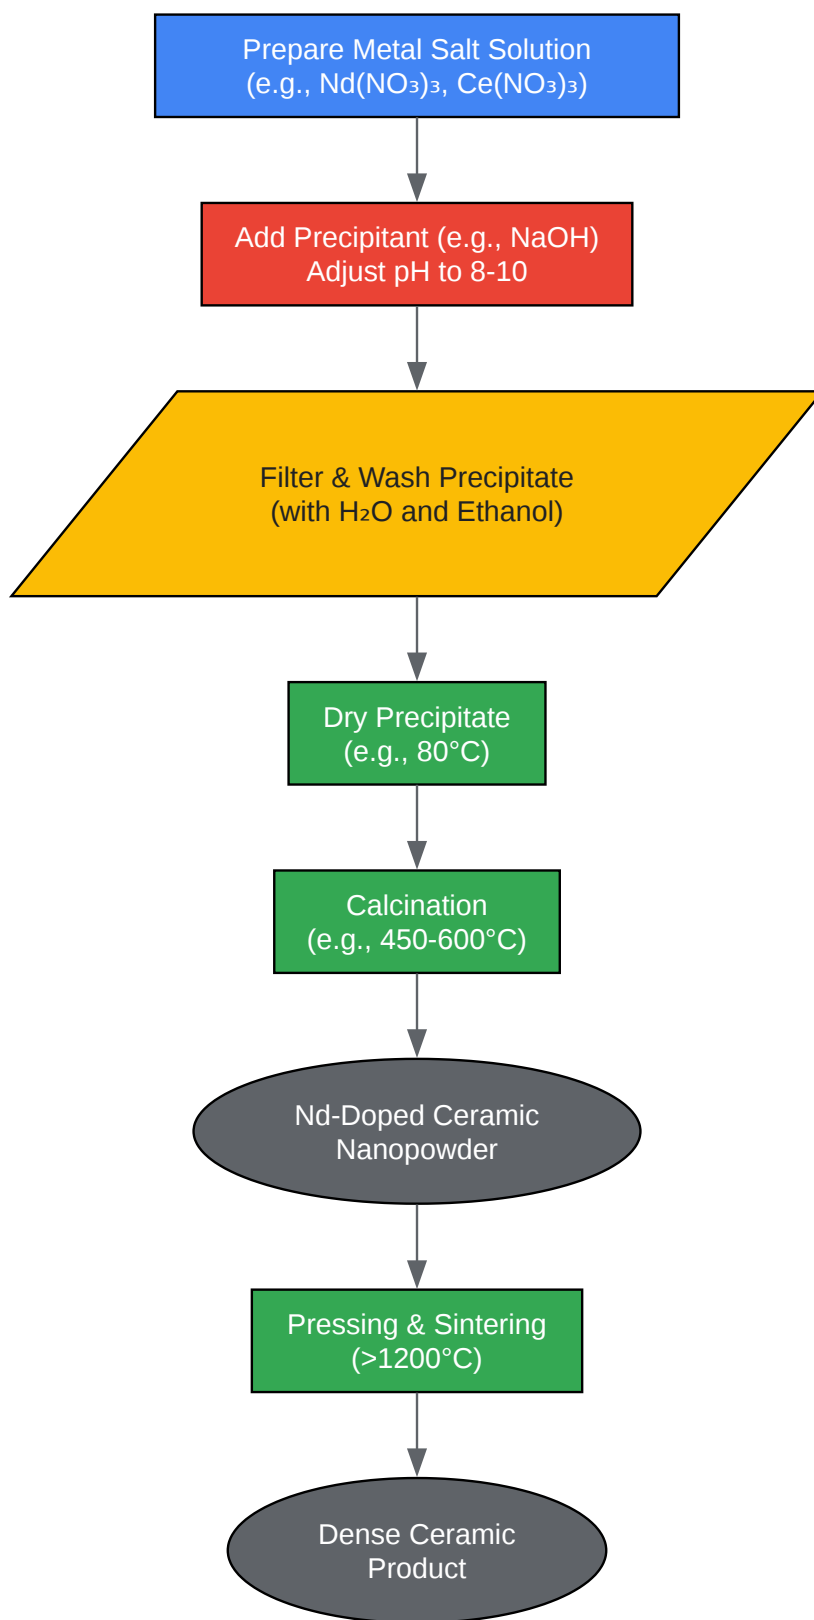 Prepare Metal Salt Solution
(e.g., Nd(NO₃)₃, Ce(NO₃)₃)
Add Precipitant (e.g., NaOH)
Adjust pH to 8-10
Filter & Wash Precipitate
(with H₂O and Ethanol)
Dry Precipitate
(e.g., 80°C)
Calcination
(e.g., 450-600°C)
Nd-Doped Ceramic
Nanopowder
Pressing & Sintering
(>1200°C)
Dense Ceramic
Product